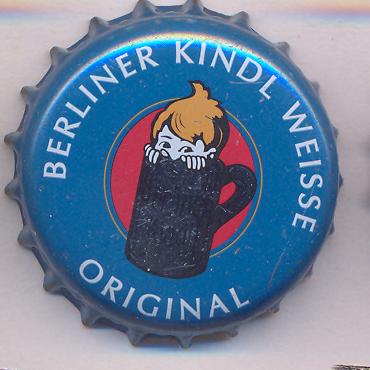 BERLINER KINDL WEISSE
ORIGINAL